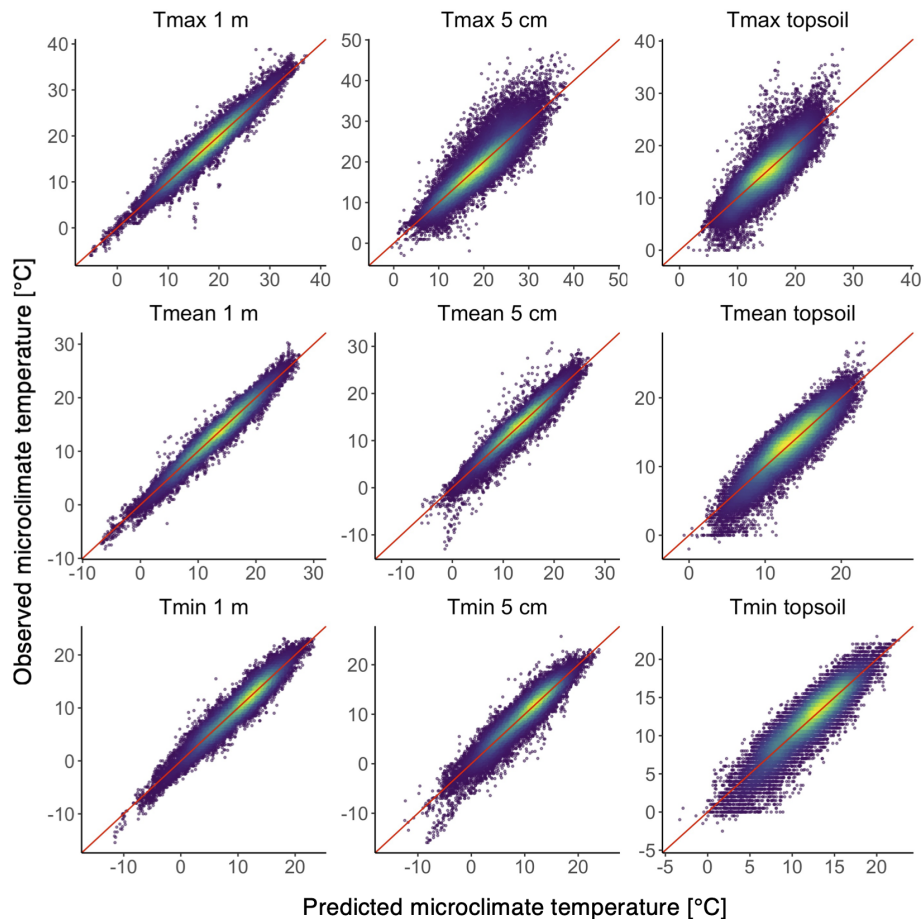 Tmax 1 m
Tmax 5 cm
Tmax topsoil
40
30
20
10
0
0 10 20 30 40
50
40
30
20
10
0
0 10 20 30 40 50
40
30
20
10
0
0 10 20 30 40
Tmean 1 m
Tmean 5 cm
Tmean topsoil
30
20
10
0
-10
-10 0 10 20 30
30
20
10
0
-10
-10 0 10 20 30
20
10
0
0 10 20
Tmin 1 m
Tmin 5 cm
Tmin topsoil
20
10
0
-10
-10 0 10 20
20
10
0
-10
-10 0 10 20
20
15
10
5
0
-5
-5 0 5 10 15 20
Observed microclimate temperature [°C]
Predicted microclimate temperature [°C]